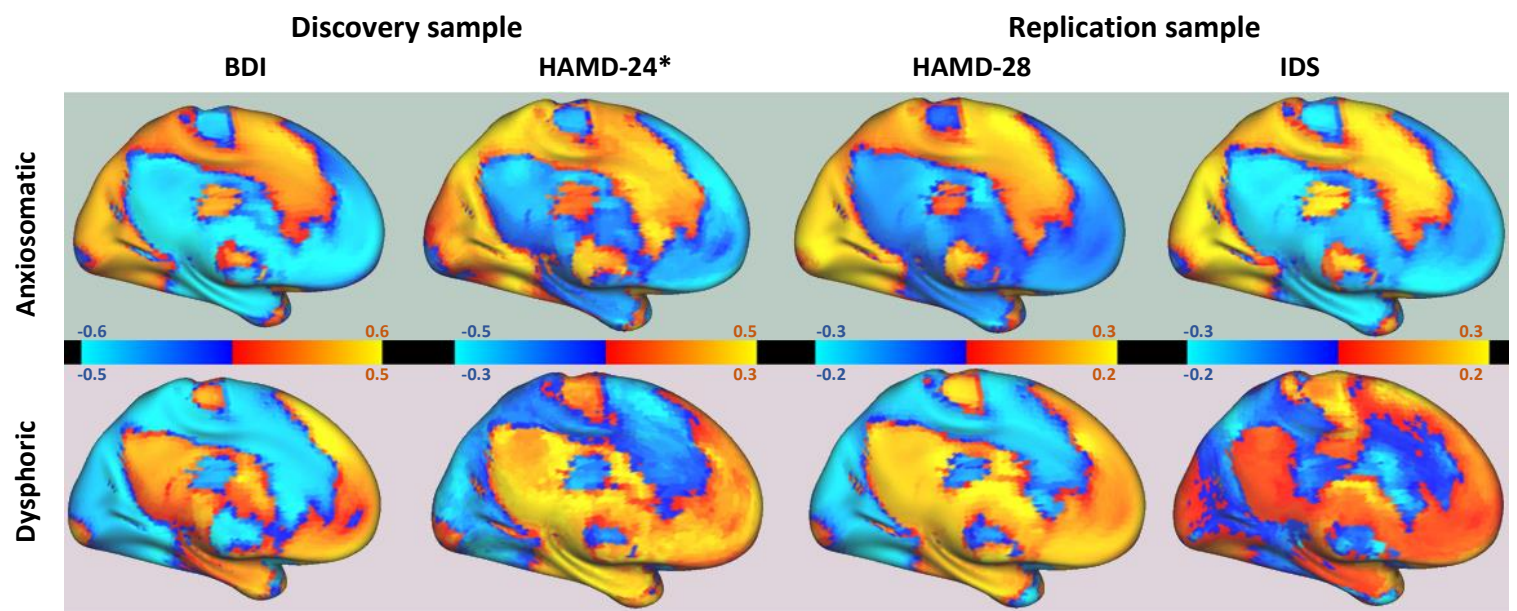 Discovery sample Replication sample
BDI HAMD-24* HAMD-28 IDS
Anxiosomatic
-0.6 0.6 -0.5 0.5 -0.3 0.3 -0.3 0.3
-0.5 0.5 -0.3 0.3 -0.2 0.2 -0.2 0.2
Dysphoric